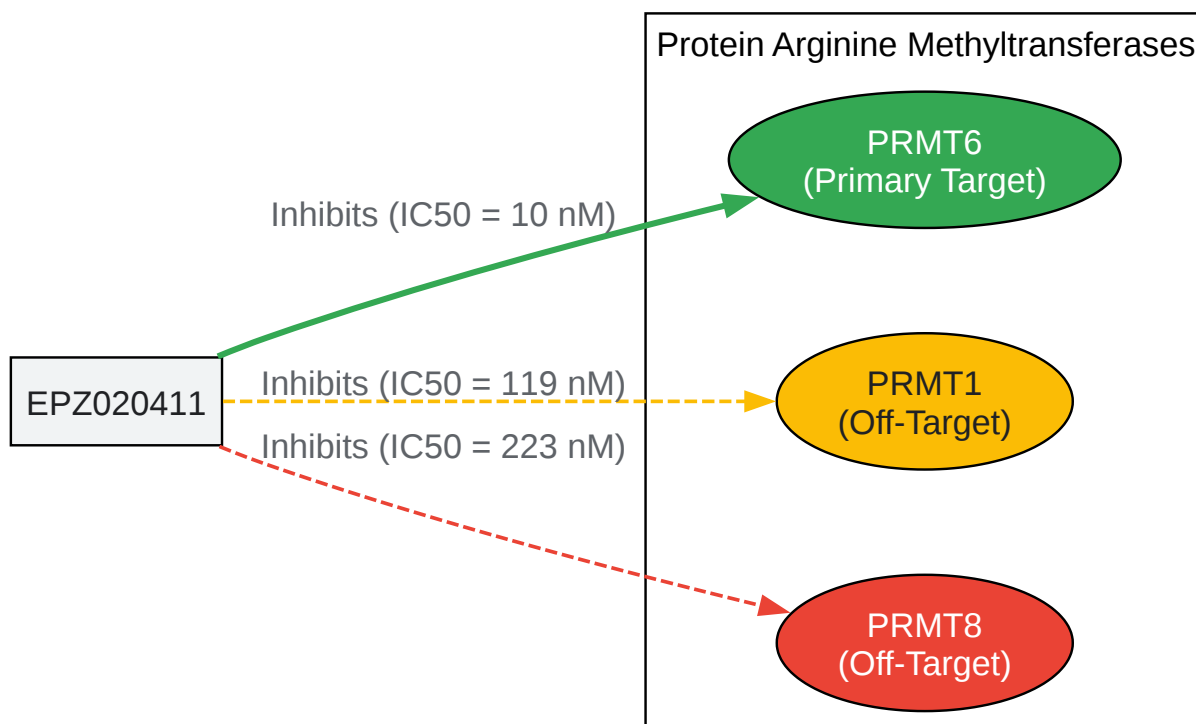 Protein Arginine Methyltransferases
PRMT6
(Primary Target)
Inhibits (IC50 = 10 nM)
EPZ020411
Inhibits (IC50 = 119 nM)
PRMT1
(Off-Target)
Inhibits (IC50 = 223 nM)
PRMT8
(Off-Target)